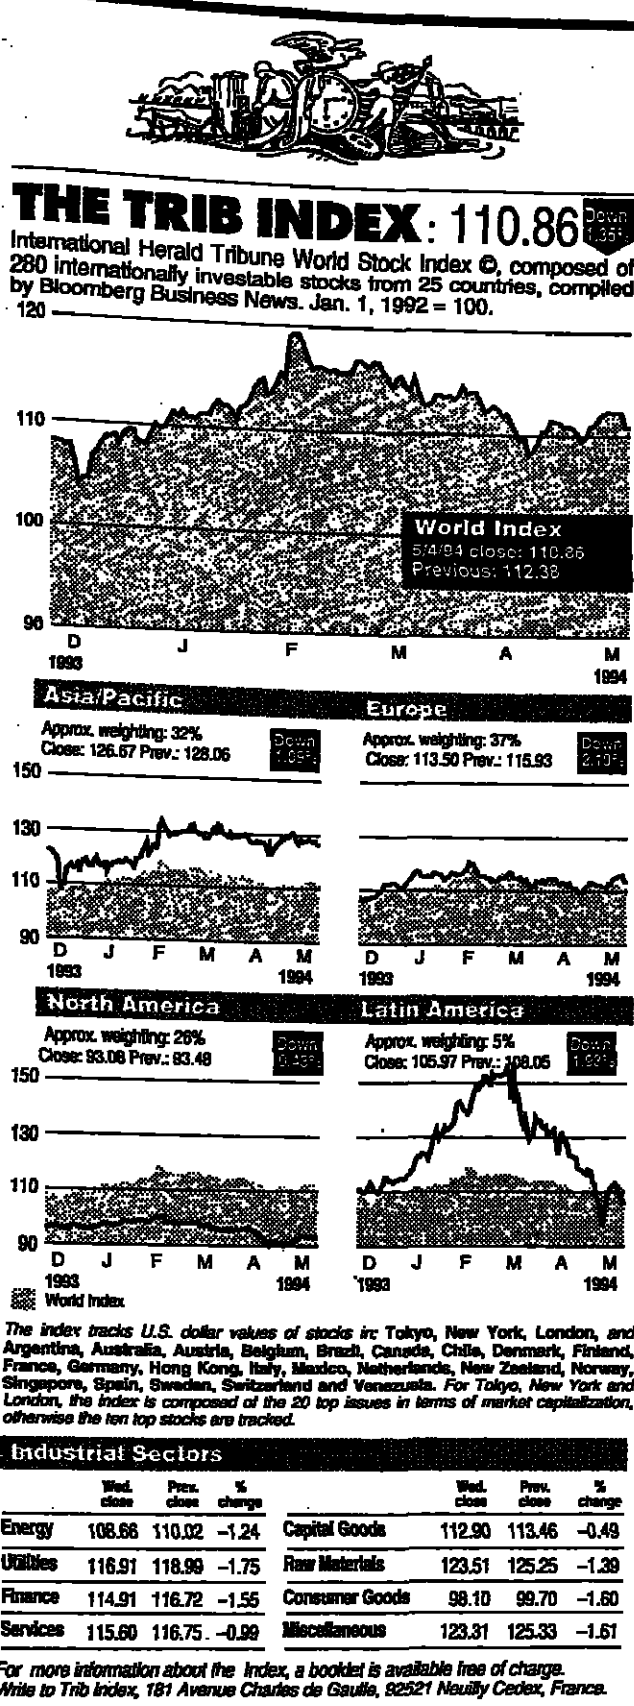 THE TRIB INDEX: 110.86 Down
1.35%
International Herald Tribune World Stock Index ©, composed of
280 internationally investable stocks from 25 countries, compiled
by Bloomberg Business News. Jan. 1, 1992 = 100.
120
110
100
90
World Index
5/4/94 close: 110.86
Previous: 112.38
D J F M A M
1993 1994
Asia/Pacific
Approx. weighting: 32%
Close: 126.67 Prev.: 128.06
Down
150
130
110
90
D J F M A M
1993 1994
Europe
Approx. weighting: 37%
Close: 113.50 Prev.: 115.93
Down
D J F M A M
1993 1994
North America
Approx. weighting: 26%
Close: 93.08 Prev.: 93.48
Down
150
130
110
90
D J F M A M
1993 1994
Latin America
Approx. weighting: 5%
Close: 105.97 Prev.: 108.05
Down
D J F M A M
1993 1994
World Index
The index tracks U.S. dollar values of stocks in: Tokyo, New York, London, and
Argentina, Australia, Austria, Belgium, Brazil, Canada, Chile, Denmark, Finland,
France, Germany, Hong Kong, Italy, Mexico, Netherlands, New Zealand, Norway,
Singapore, Spain, Sweden, Switzerland and Venezuela. For Tokyo, New York and
London, the index is composed of the 20 top issues in terms of market capitalization,
otherwise the ten top stocks are tracked.
Industrial Sectors
Wed. Prev. % Wed. Prev. %
close close change close close change
Energy 108.66 110.02 –1.24 Capital Goods 112.90 113.46 –0.49
Utilities 116.91 118.99 –1.75 Raw Materials 123.51 125.25 –1.39
Finance 114.91 116.72 –1.55 Consumer Goods 98.10 99.70 –1.60
Services 115.60 116.75 –0.99 Miscellaneous 123.31 125.33 –1.61
For more information about the Index, a booklet is available free of charge.
Write to Trib Index, 181 Avenue Charles de Gaulle, 92521 Neuilly Cedex, France.